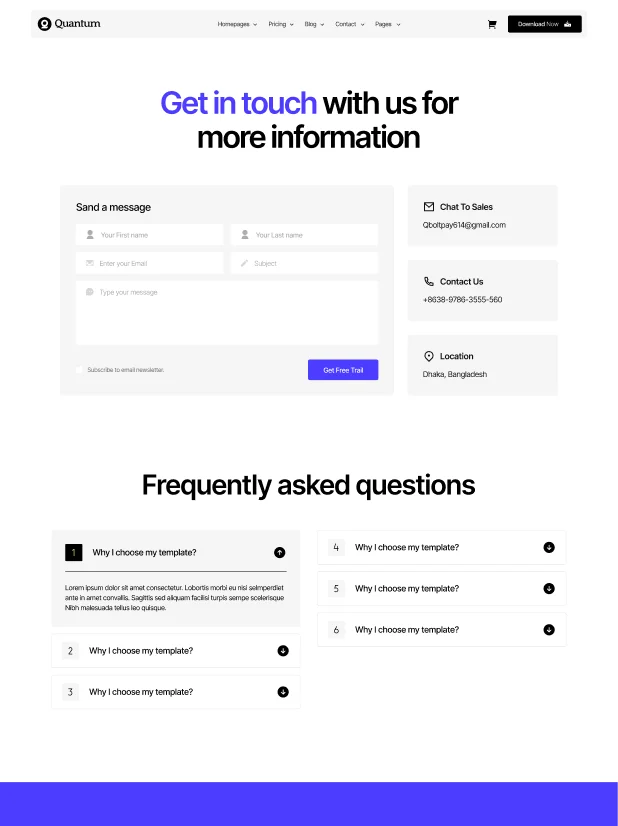 Quantum
Homepages
Pricing
Blog
Contact
Pages
Download Now
Get in touch with us for
more information
Sand a message
Your First name
Your Last name
Enter your Email
Subject
Type your message
Subscribe to email newsletter.
Get Free Trail
Chat To Sales
Qboltpay614@gmail.com
Contact Us
+8638-9786-3555-560
Location
Dhaka, Bangladesh
Frequently asked questions
1 Why I choose my template?
Lorem ipsum dolor sit amet consectetur. Lobortis morbi eu nisi selmperdiet
ante in amet convalis. Sagittis sed aliquam facilisi turpis sempe scelerisque
Nibh malesuada tellus leo quisque.
2 Why I choose my template?
3 Why I choose my template?
4 Why I choose my template?
5 Why I choose my template?
6 Why I choose my template?